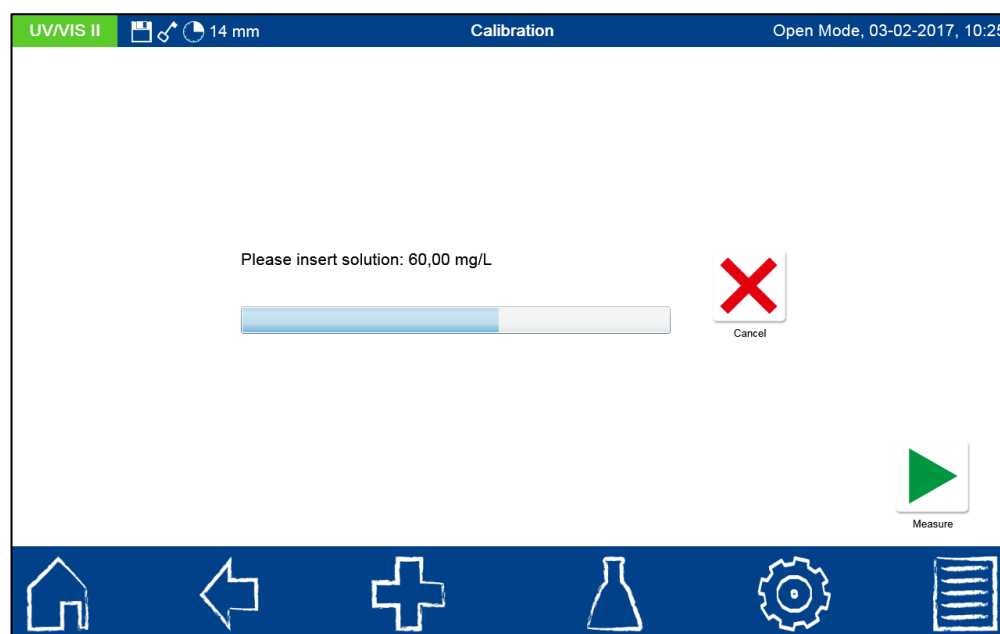 UV/VIS II 14 mm Calibration Open Mode, 03-02-2017, 10:25
Please insert solution: 60,00 mg/L
Cancel
Measure